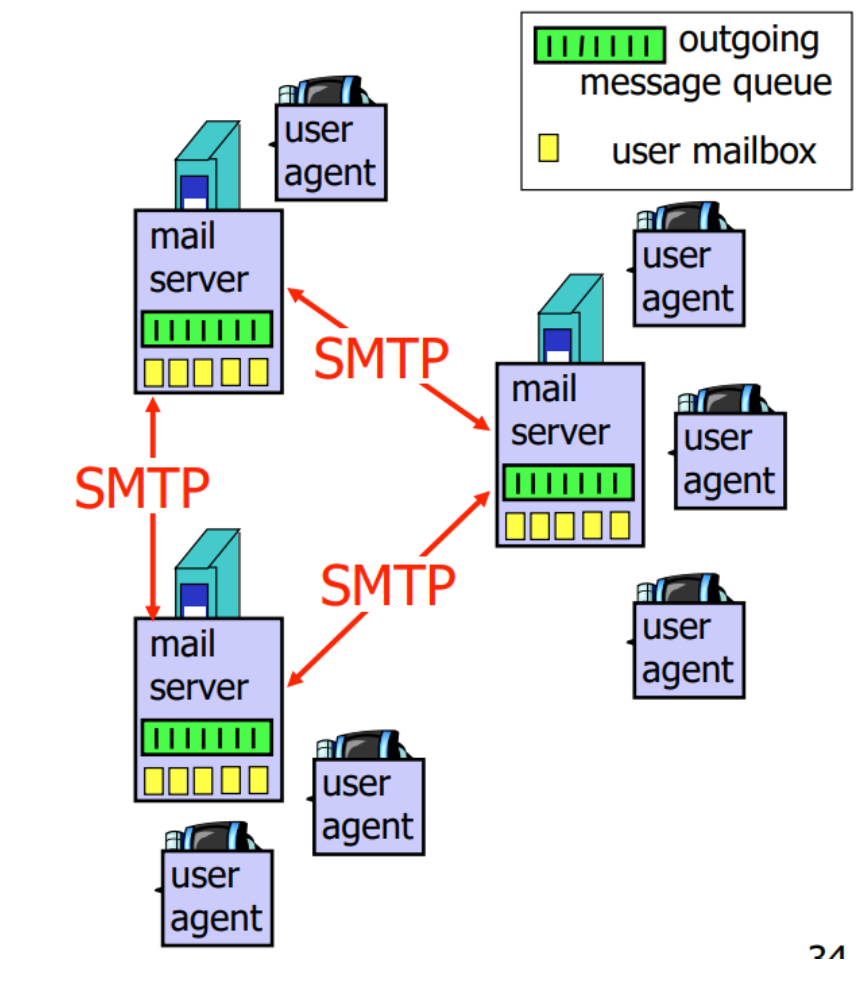 outgoing
message queue
user mailbox
user
agent
mail
server
SMTP
user
agent
mail
server
user
agent
SMTP
SMTP
user
agent
mail
server
user
agent
user
agent
34